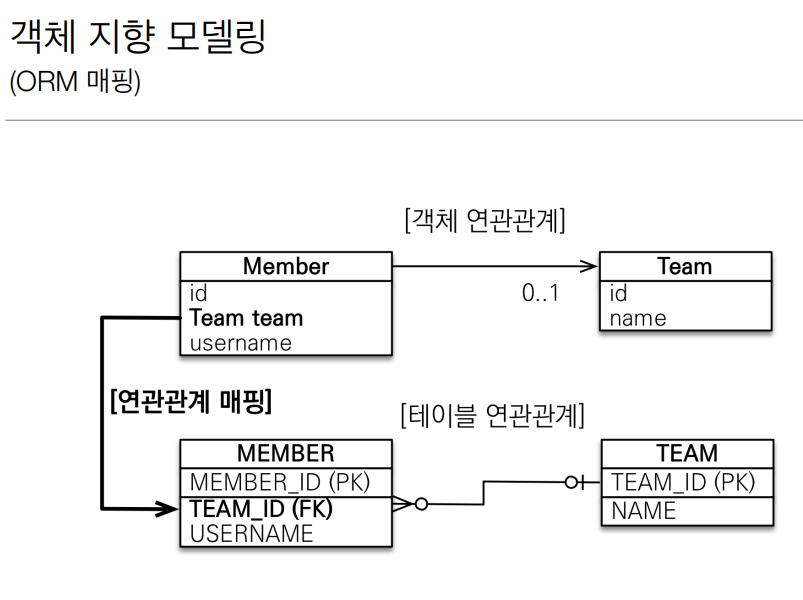 객체 지향 모델링
(ORM 매핑)
[객체 연관관계]
Member
id
Team team
username
0..1
Team
id
name
[연관관계 매핑]
[테이블 연관관계]
MEMBER
MEMBER_ID (PK)
TEAM_ID (FK)
USERNAME
TEAM
TEAM_ID (PK)
NAME